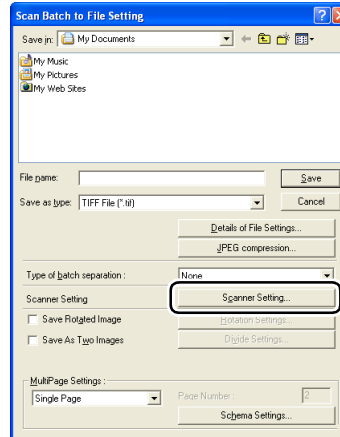 Scan Batch to File Setting
Save in: My Documents
My Music
My Pictures
My Web Sites
File name: Save
Save as type: TIFF File (*.tif) Cancel
Details of File Settings...
JPEG compression...
Type of batch separation : None
Scanner Setting Scanner Setting...
Save Rotated Image Rotation Settings...
Save As Two Images Divide Settings...
MultiPage Settings :
Single Page Page Number : 2
Schema Settings...